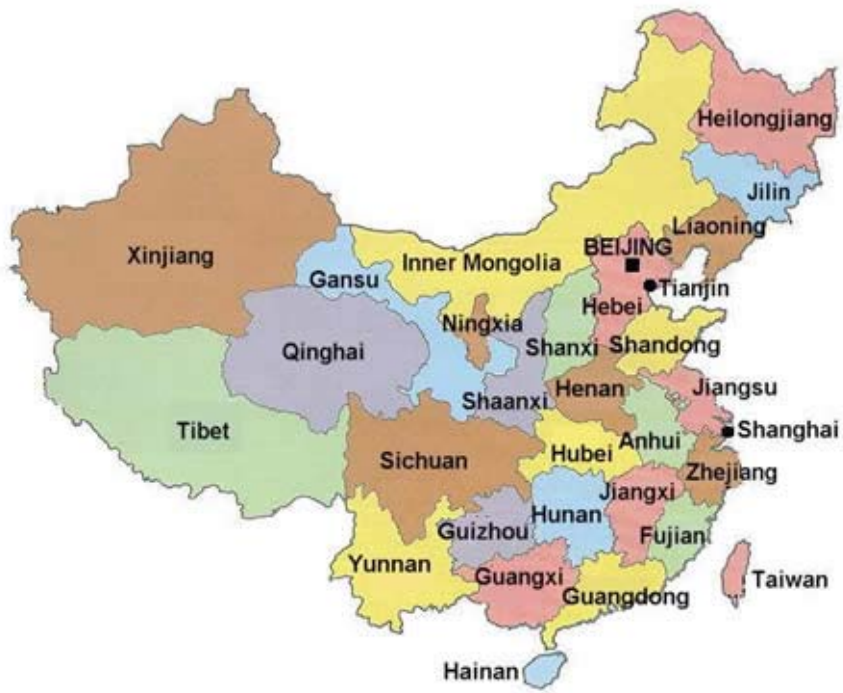 Heilongjiang
Jilin
Liaoning
Xinjiang
BEIJING
Inner Mongolia
Gansu
Tianjin
Hebei
Ningxia
Shandong
Shanxi
Qinghai
Jiangsu
Henan
Shaanxi
Shanghai
Tibet
Anhui
Hubei
Sichuan
Zhejiang
Jiangxi
Hunan
Guizhou
Fujian
Yunnan
Guangxi
Taiwan
Guangdong
Hainan